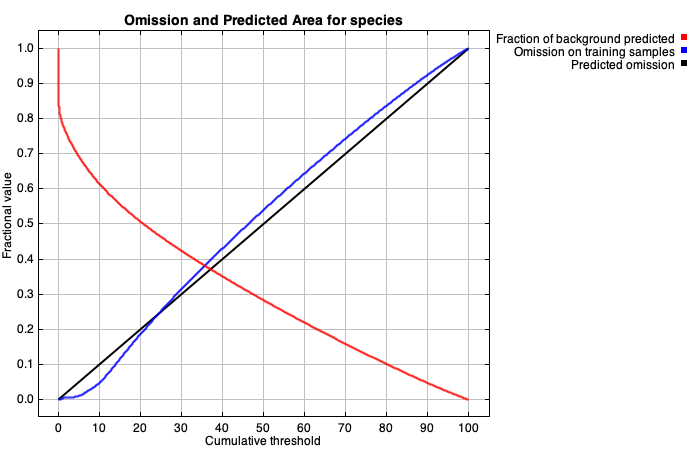 Omission and Predicted Area for species
Fraction of background predicted
Omission on training samples
Predicted omission
Fractional value
1.0
0.9
0.8
0.7
0.6
0.5
0.4
0.3
0.2
0.1
0.0
0 10 20 30 40 50 60 70 80 90 100
Cumulative threshold